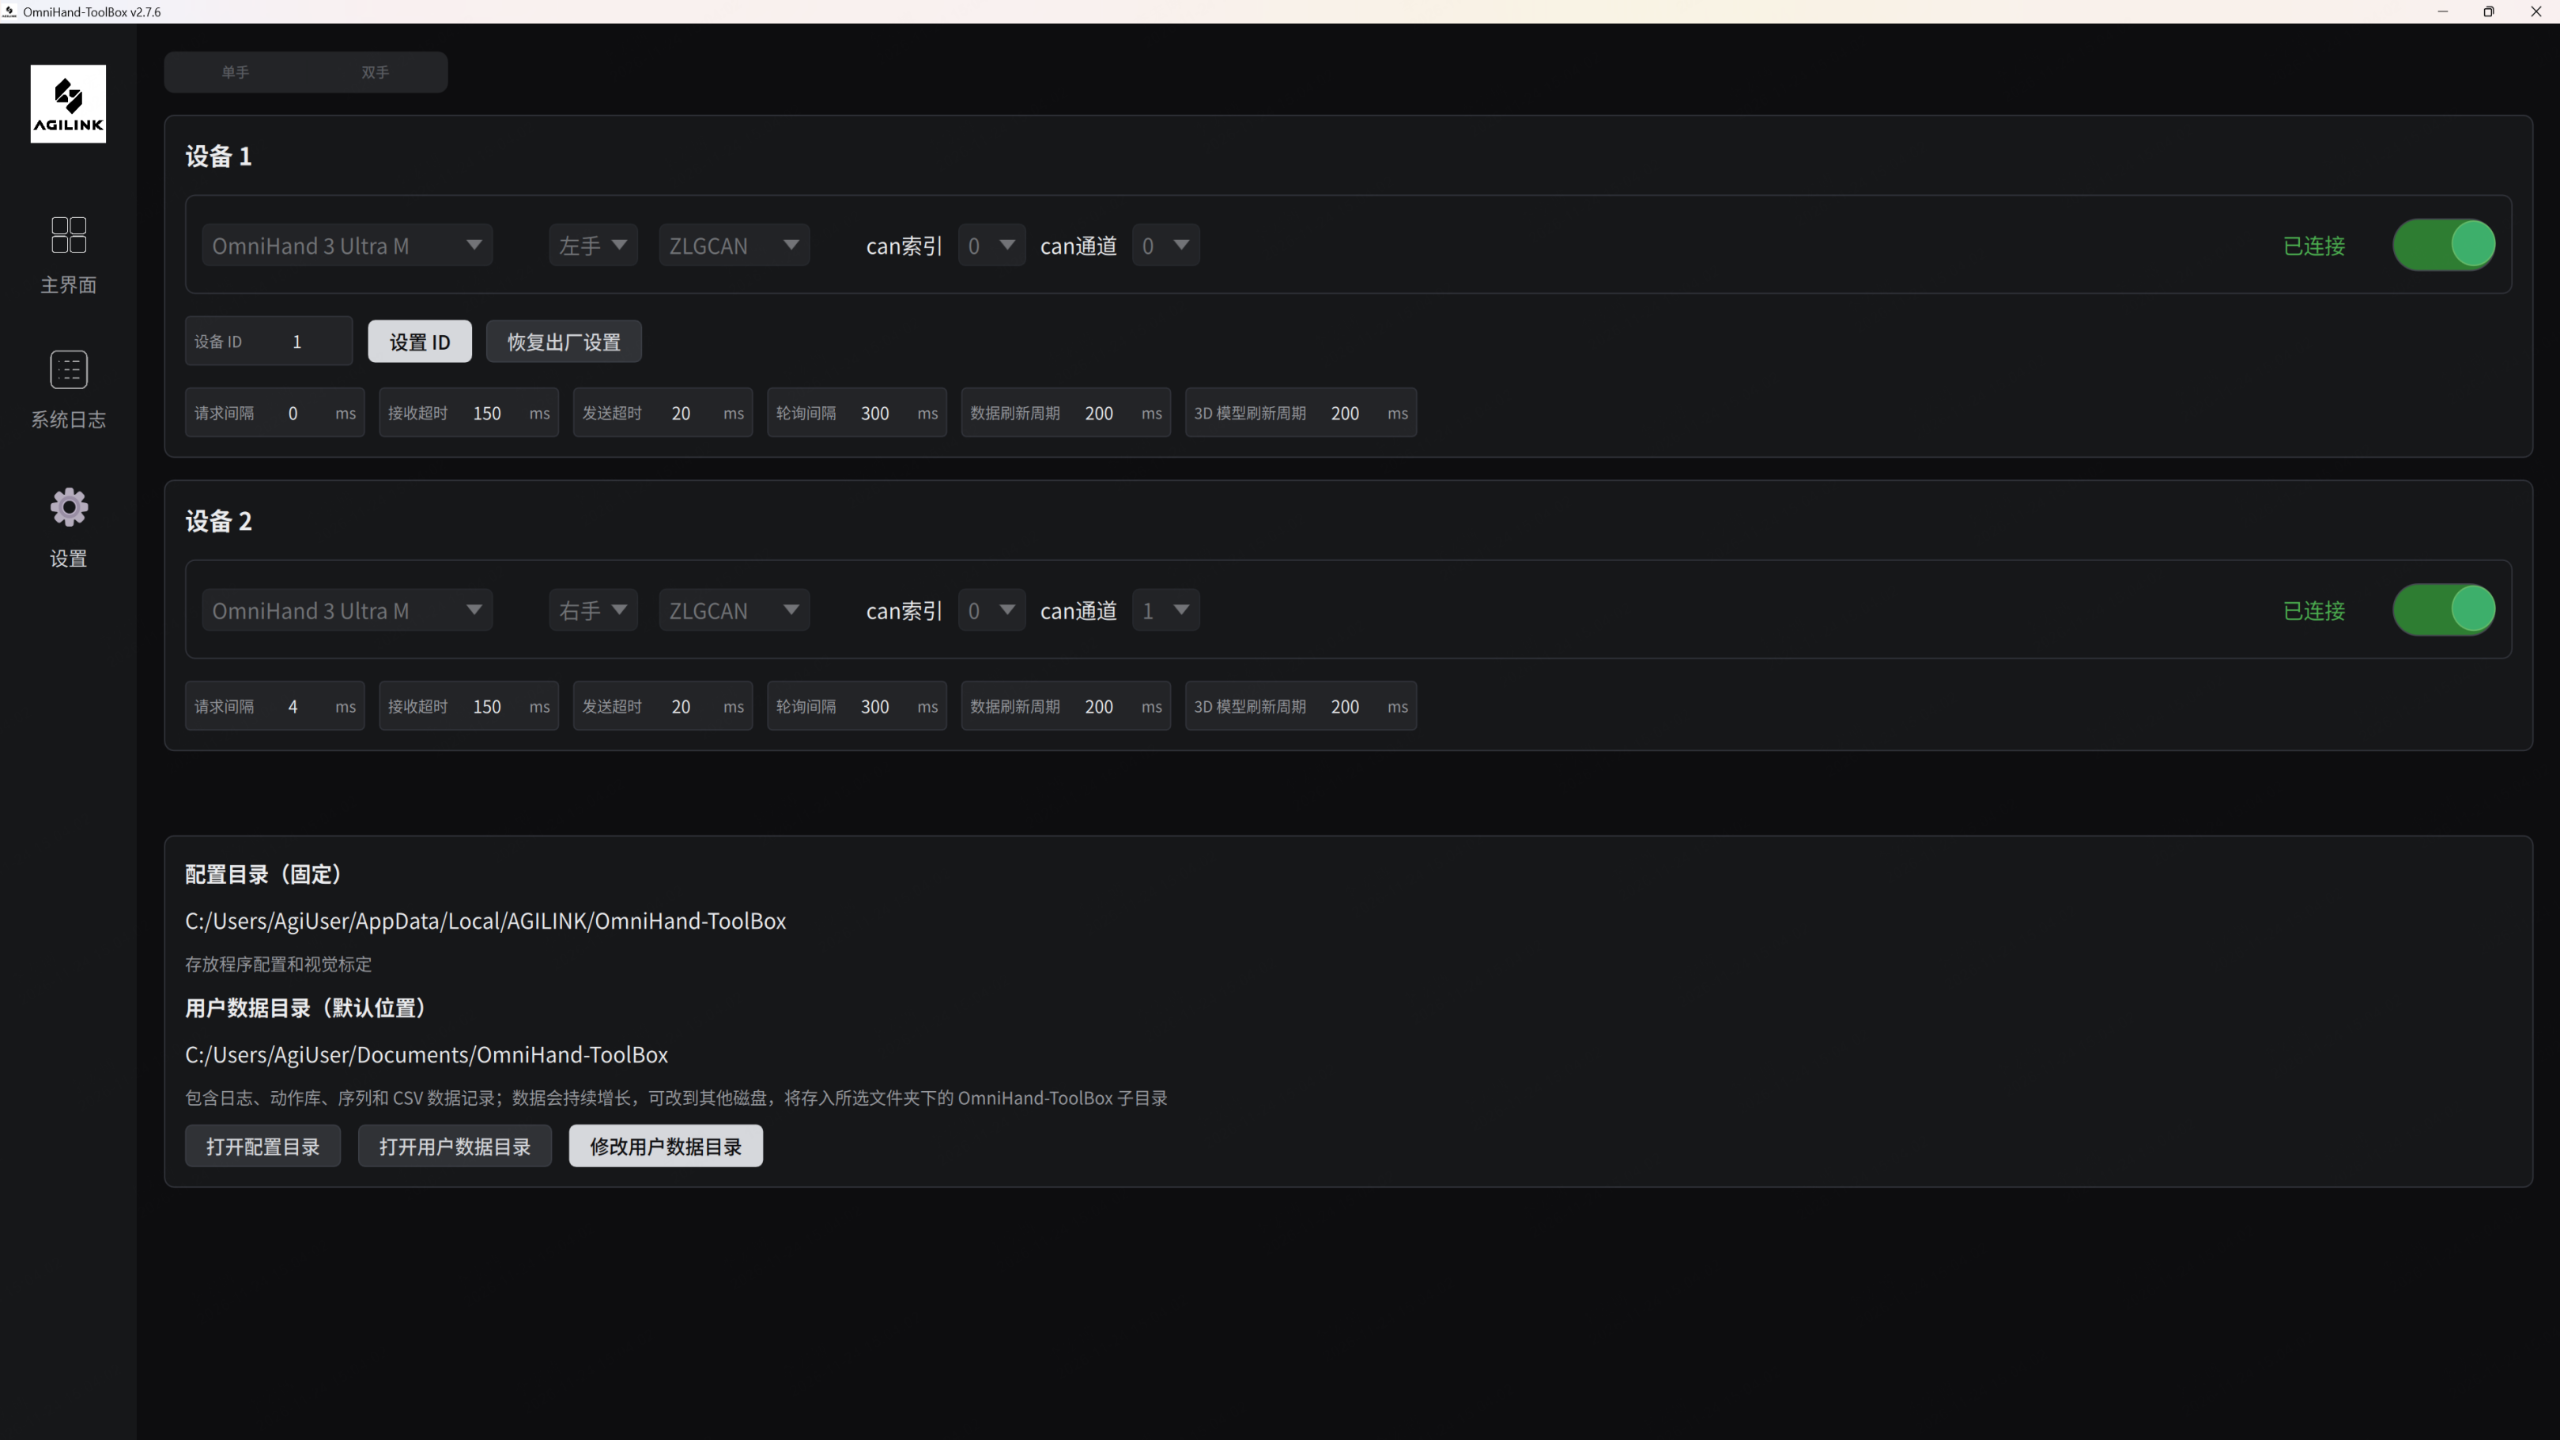 OmniHand-ToolBox v2.7.6
单手 双手
AGILINK
主界面
系统日志
设置
设备 1
OmniHand 3 Ultra M 左手 ZLGCAN can索引 0 can通道 0 已连接
设备 ID 1 设置 ID 恢复出厂设置
请求间隔 0 ms 接收超时 150 ms 发送超时 20 ms 轮询间隔 300 ms 数据刷新周期 200 ms 3D 模型刷新周期 200 ms
设备 2
OmniHand 3 Ultra M 右手 ZLGCAN can索引 0 can通道 1 已连接
请求间隔 4 ms 接收超时 150 ms 发送超时 20 ms 轮询间隔 300 ms 数据刷新周期 200 ms 3D 模型刷新周期 200 ms
配置目录（固定）
C:/Users/AgiUser/AppData/Local/AGILINK/OmniHand-ToolBox
存放程序配置和视觉标定
用户数据目录（默认位置）
C:/Users/AgiUser/Documents/OmniHand-ToolBox
包含日志、动作库、序列和 CSV 数据记录；数据会持续增长，可改到其他磁盘，将存入所选文件夹下的 OmniHand-ToolBox 子目录
打开配置目录 打开用户数据目录 修改用户数据目录